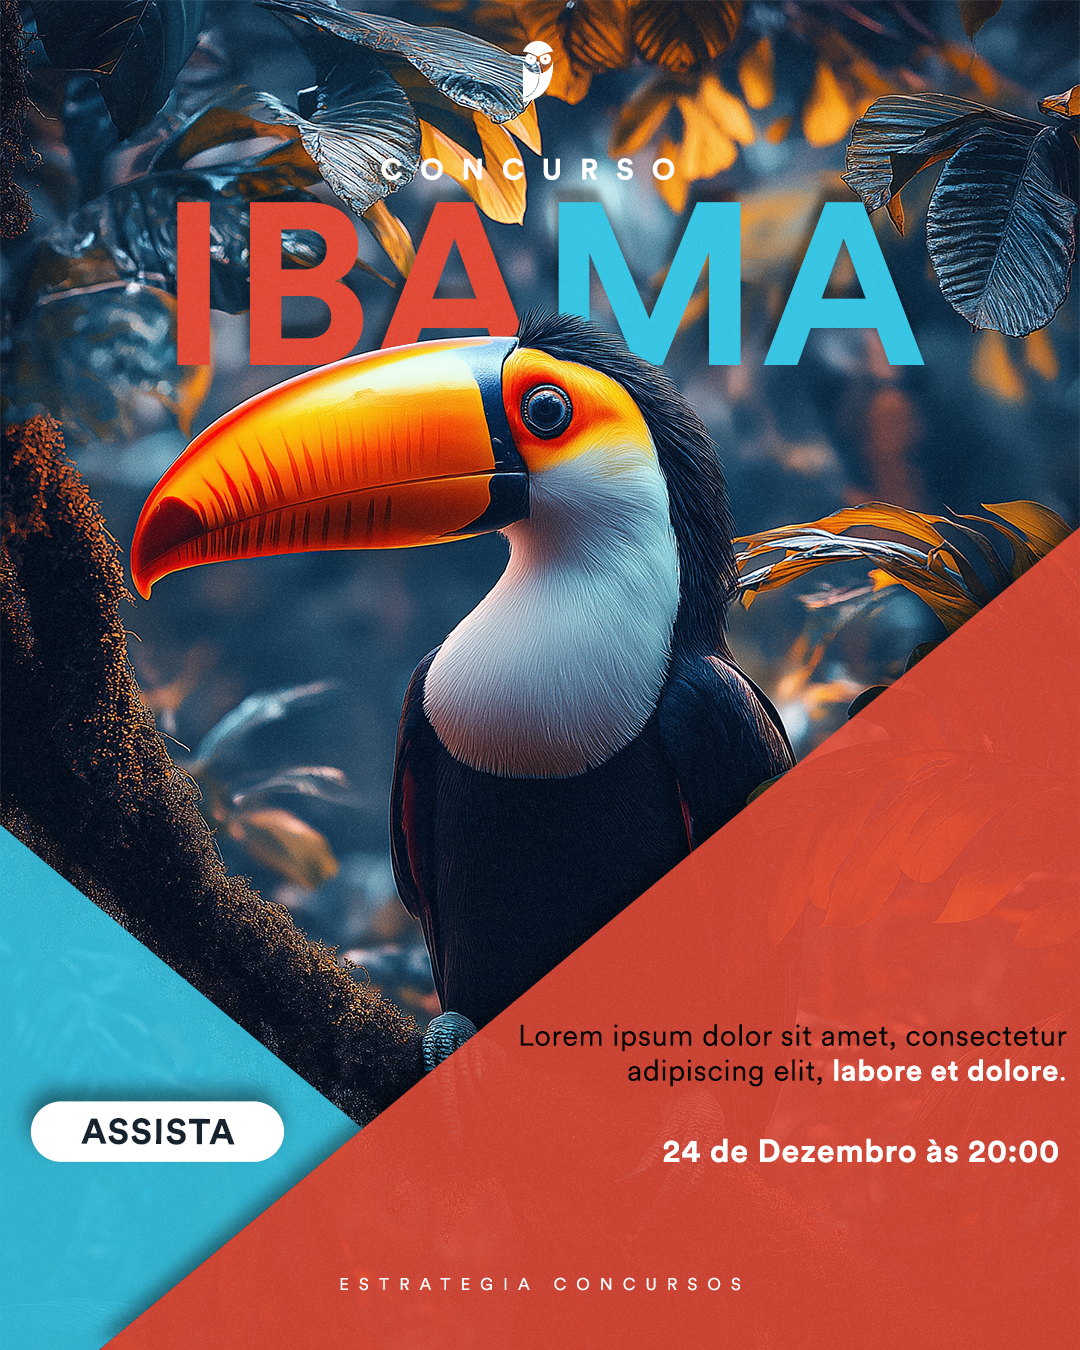 CONCURSO
IBAMA
Lorem ipsum dolor sit amet, consectetur
adipiscing elit, labore et dolore.
ASSISTA
24 de Dezembro às 20:00
ESTRATEGIA CONCURSOS